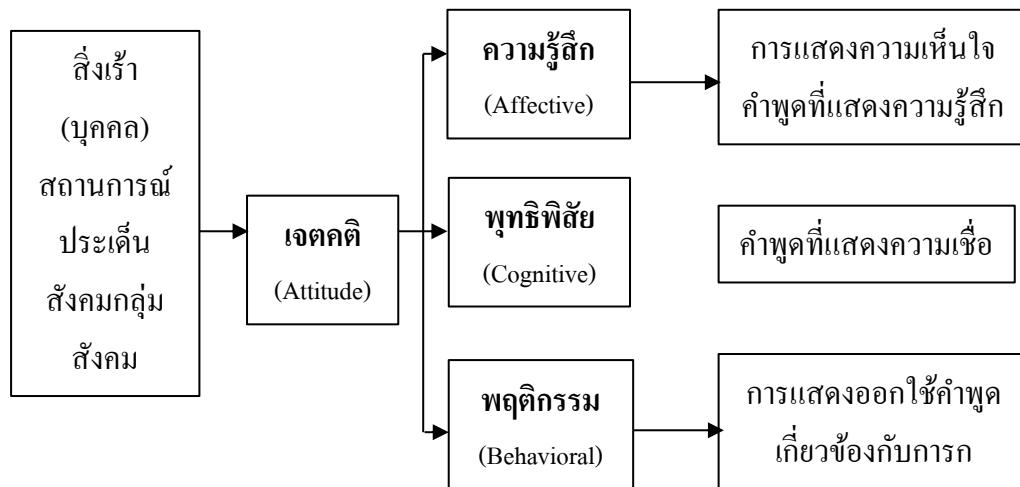 สิ่งเร้า
(บุคคล)
สถานการณ์
ประเด็น
สังคมกลุ่ม
สังคม
เจตคติ
(Attitude)
ความรู้สึก
(Affective)
การแสดงความเห็นใจ
คำพูดที่แสดงความรู้สึก
พุทธิพิสัย
(Cognitive)
คำพูดที่แสดงความเชื่อ
พฤติกรรม
(Behavioral)
การแสดงออกใช้คำพูด
เกี่ยวข้องกับการก